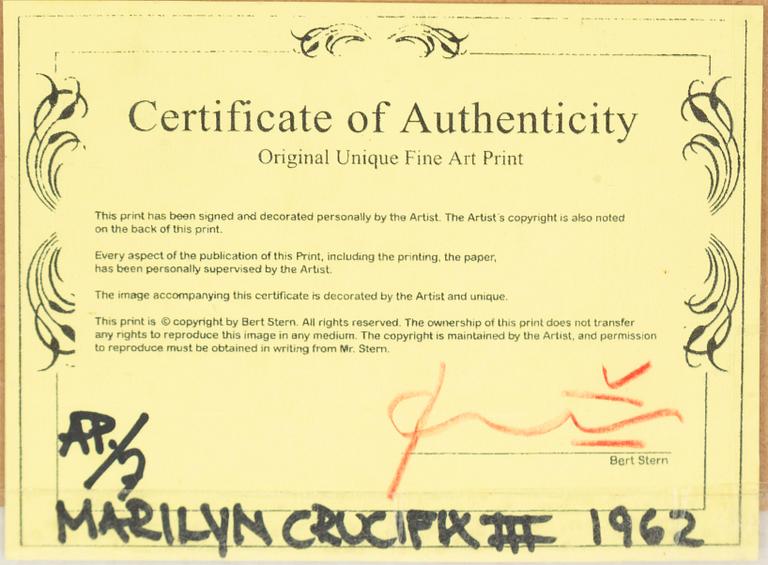 Certificate of Authenticity
Original Unique Fine Art Print
This print has been signed and decorated personally by the Artist. The Artist's copyright is also noted
on the back of this print.
Every aspect of the publication of this Print, including the printing, the paper,
has been personally supervised by the Artist.
The image accompanying this certificate is decorated by the Artist and unique.
This print is © copyright by Bert Stern. All rights reserved. The ownership of this print does not transfer
any rights to reproduce this image in any medium. The copyright is maintained by the Artist, and permission
to reproduce must be obtained in writing from Mr. Stern.
Bert Stern
AP./
MARILYN CRUCIFIX III 1962